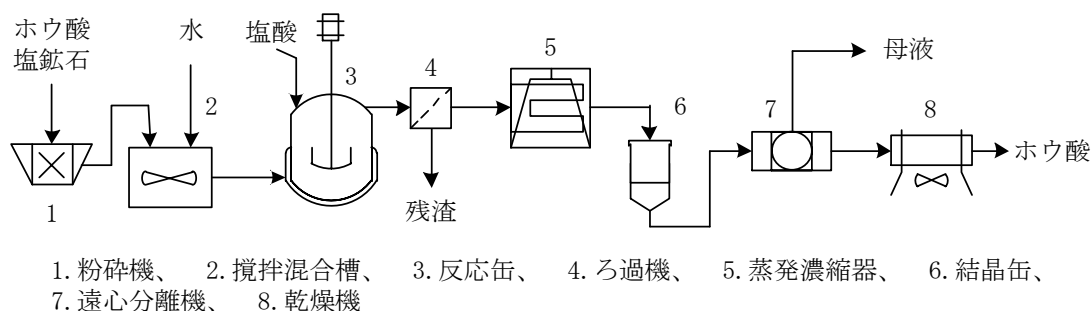 ホウ酸
塩鉱石
水
塩酸
1
2
3
4
5
6
7
8
残渣
母液
ホウ酸
1.粉砕機、 2.撹拌混合槽、 3.反応缶、 4.ろ過機、 5.蒸発濃縮器、 6.結晶缶、
7.遠心分離機、 8.乾燥機